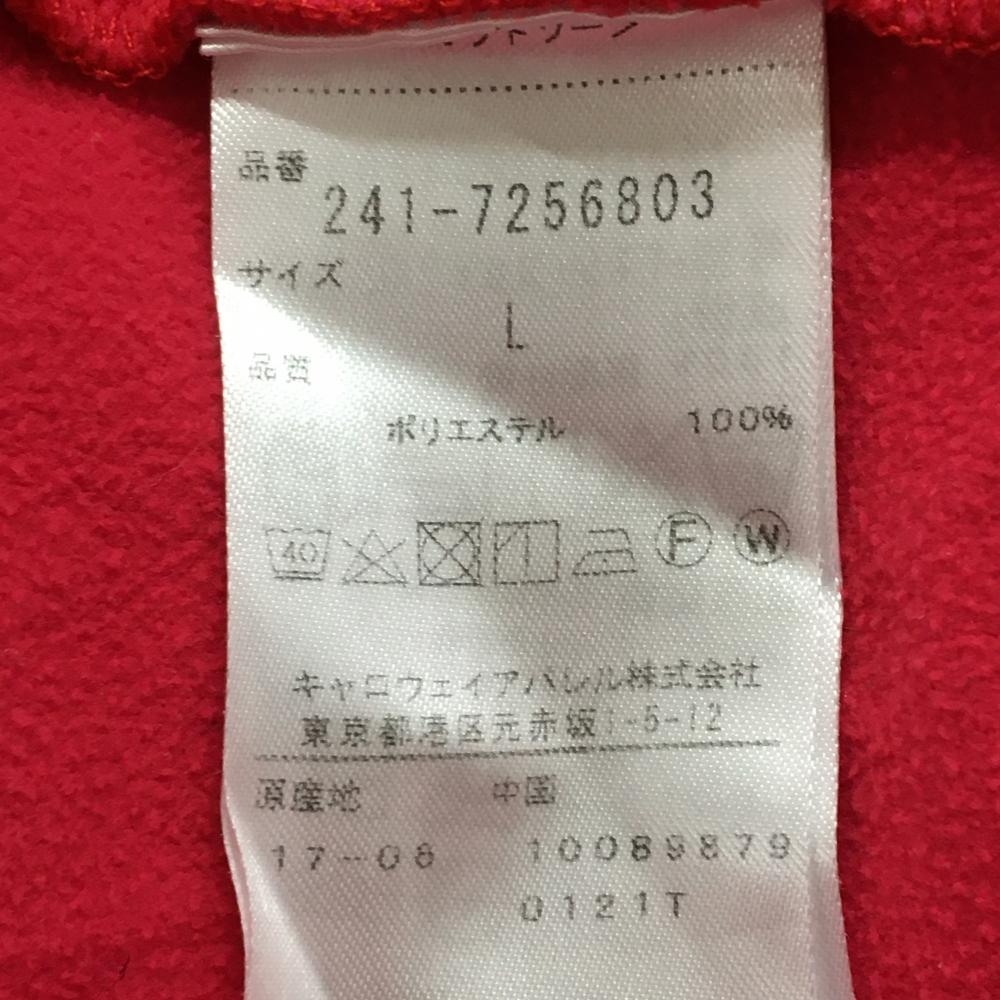 品番
241-7256803
サイズ
L
品質
ポリエステル 100%
40 F W
キャロウェイアパレル株式会社
東京都港区元赤坂1-5-12
原産地 中国
17-08 10089879
0121T